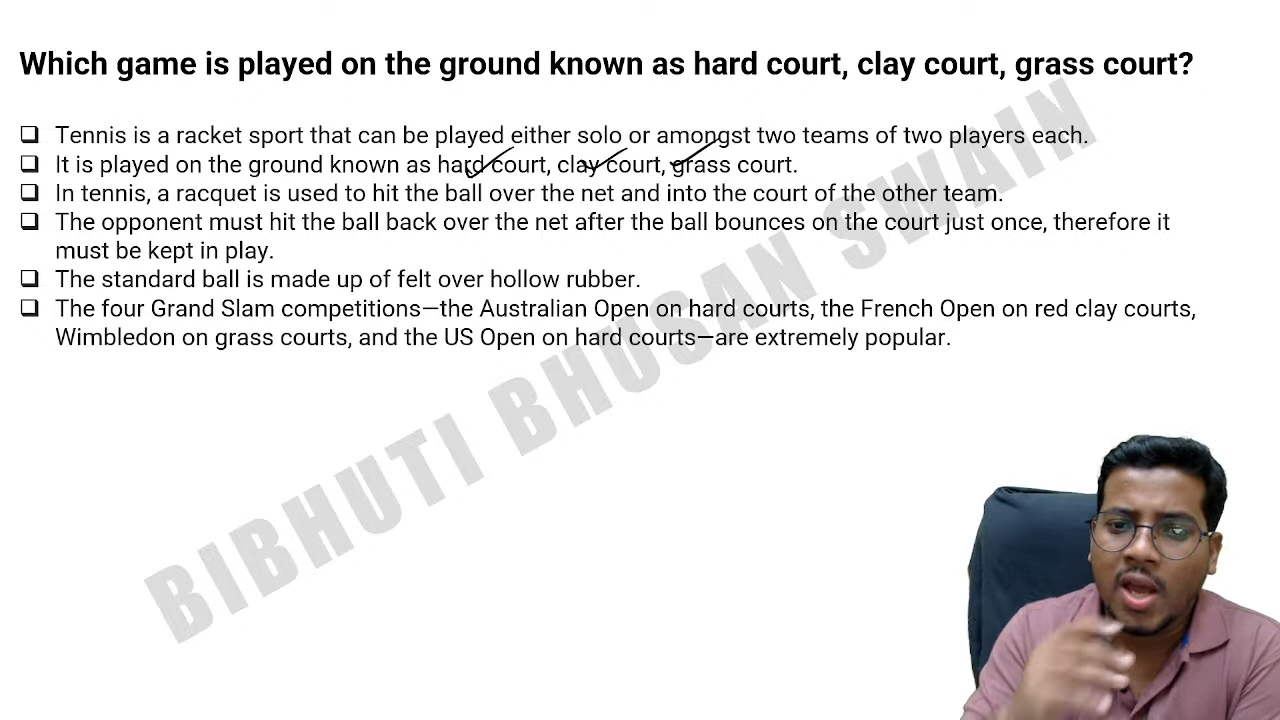 Which game is played on the ground known as hard court, clay court, grass court?
❑ Tennis is a racket sport that can be played either solo or amongst two teams of two players each.
❑ It is played on the ground known as hard court, clay court, grass court.
❑ In tennis, a racquet is used to hit the ball over the net and into the court of the other team.
❑ The opponent must hit the ball back over the net after the ball bounces on the court just once, therefore it
must be kept in play.
❑ The standard ball is made up of felt over hollow rubber.
❑ The four Grand Slam competitions—the Australian Open on hard courts, the French Open on red clay courts,
Wimbledon on grass courts, and the US Open on hard courts—are extremely popular.
BIBHUTI BHUSAN SWAIN